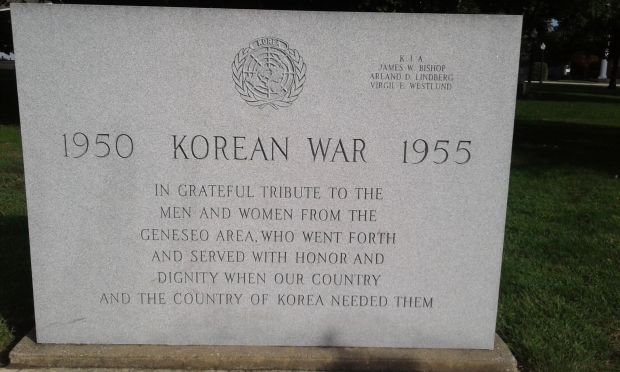 KOREA
K I A
JAMES W. BISHOP
ARLAND D. LINDBERG
VIRGIL E. WESTLUND
1950 KOREAN WAR 1955
IN GRATEFUL TRIBUTE TO THE
MEN AND WOMEN FROM THE
GENESEO AREA, WHO WENT FORTH
AND SERVED WITH HONOR AND
DIGNITY WHEN OUR COUNTRY
AND THE COUNTRY OF KOREA NEEDED THEM